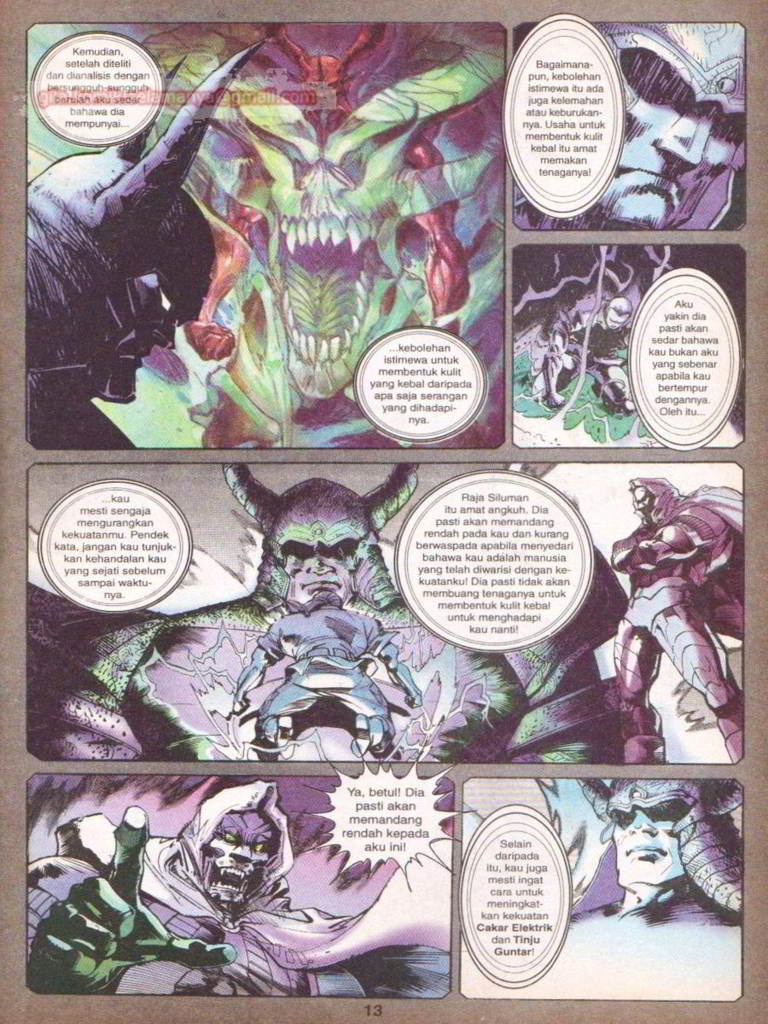 Kemudian,
setelah diteliti
dan dianalisis dengan
bersungguh-sungguh
barulah aku sedar
bahawa dia
mempunyai...
Bagaimana-
pun, kebolehan
istimewa itu ada
juga kelemahan
atau keburukan-
nya. Usaha untuk
membentuk kulit
kebal itu amat
memakan
tenaganya!
...kebolehan
istimewa untuk
membentuk kulit
yang kebal daripada
apa saja serangan
yang dihadapi-
nya.
Aku
yakin dia
pasti akan
sedar bahawa
kau bukan aku
yang sebenar
apabila kau
bertempur
dengannya.
Oleh itu...
...kau
mesti sengaja
mengurangkan
kekuatanmu. Pendek
kata, jangan kau tunjuk-
kan kehandalan kau
yang sejati sebelum
sampai waktu-
nya.
Raja Siluman
itu amat angkuh. Dia
pasti akan memandang
rendah pada kau dan kurang
berwaspada apabila menyedari
bahawa kau adalah manusia
yang telah diwarisi dengan ke-
kuatanku! Dia pasti tidak akan
membuang tenaganya untuk
membentuk kulit kebal
untuk menghadapi
kau nanti!
Ya, betul! Dia
pasti akan
memandang
rendah kepada
aku ini!
Selain
daripada
itu, kau juga
mesti ingat
cara untuk
meningkat-
kan kekuatan
Cakar Elektrik
dan Tinju
Guntar!
13